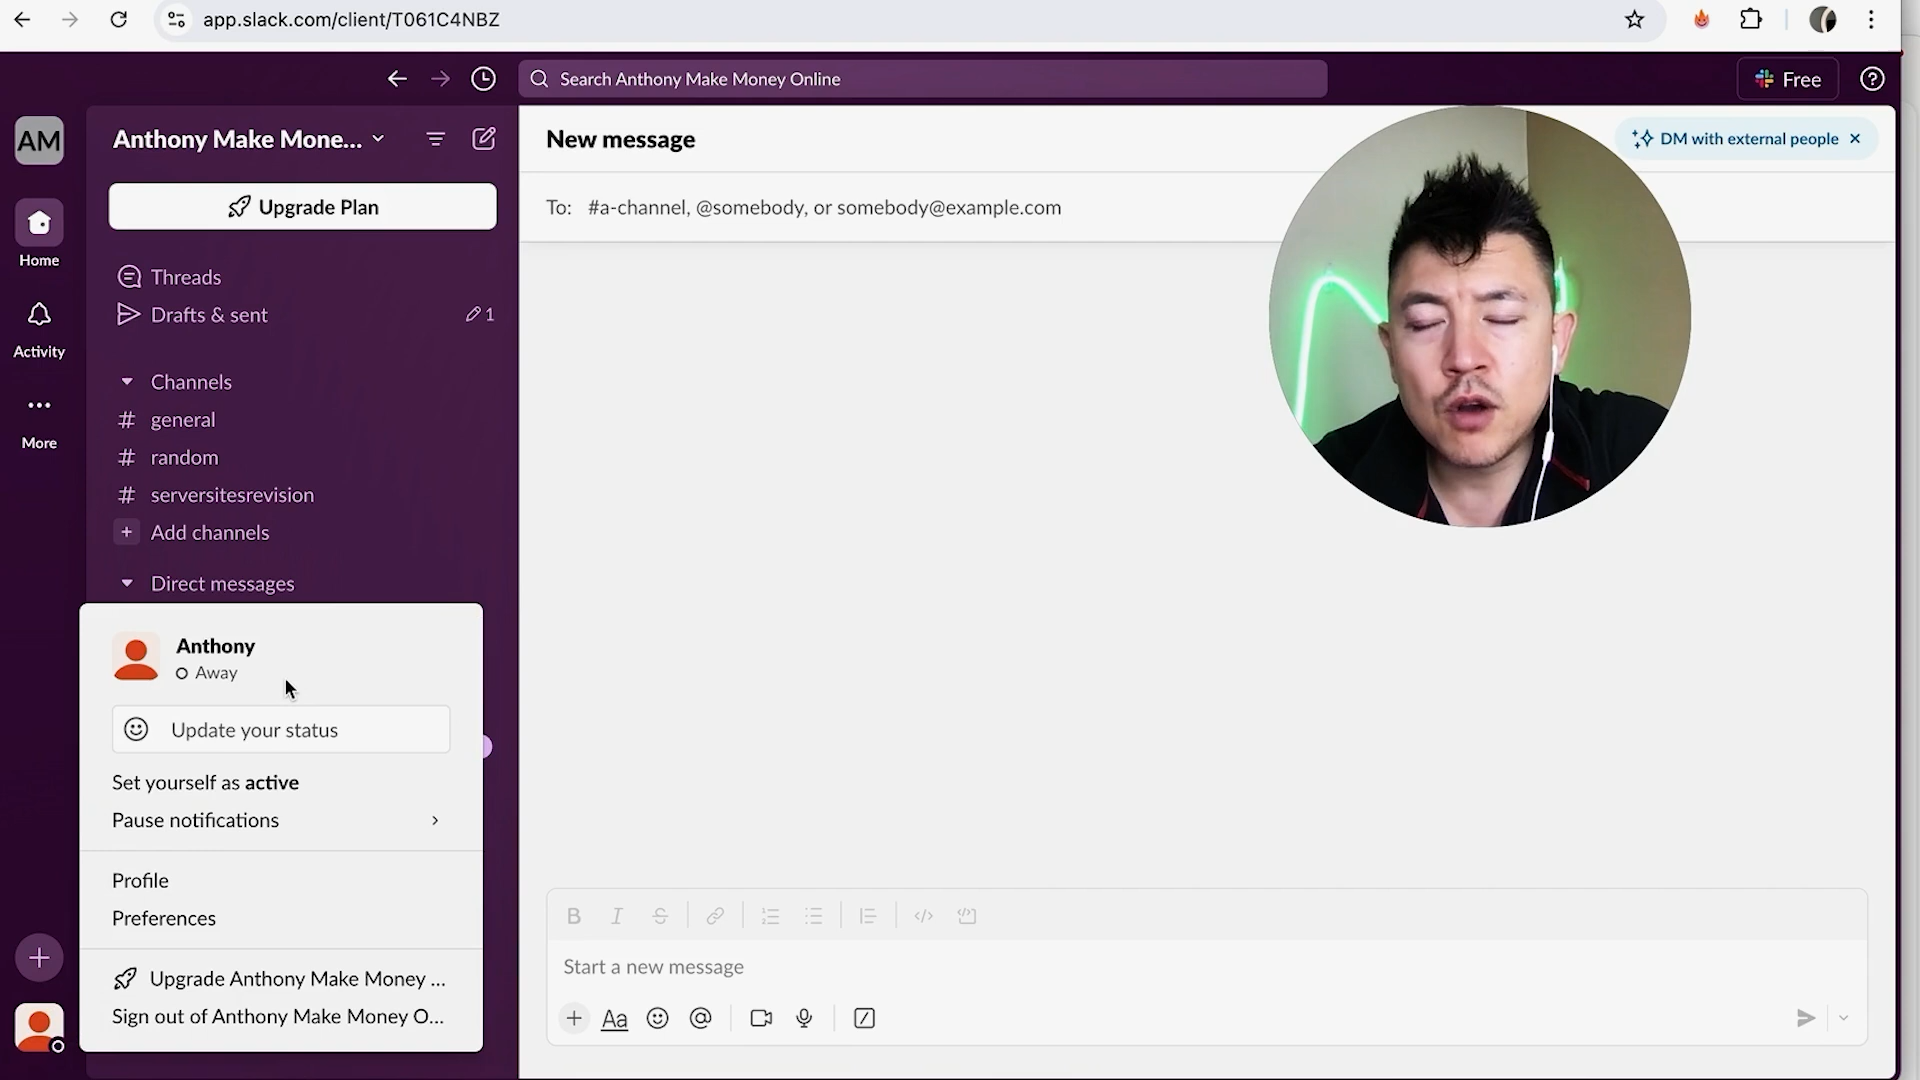 app.slack.com/client/T061C4NBZ
Search Anthony Make Money Online
Free
AM
Home
Activity
More
Anthony Make Mone...
Upgrade Plan
Threads
Drafts & sent
1
Channels
# general
# random
# serversitesrevision
+ Add channels
Direct messages
Anthony
Away
Update your status
Set yourself as active
Pause notifications
Profile
Preferences
Upgrade Anthony Make Money ...
Sign out of Anthony Make Money O...
New message
DM with external people
To: #a-channel, @somebody, or somebody@example.com
B I S
Start a new message
Aa